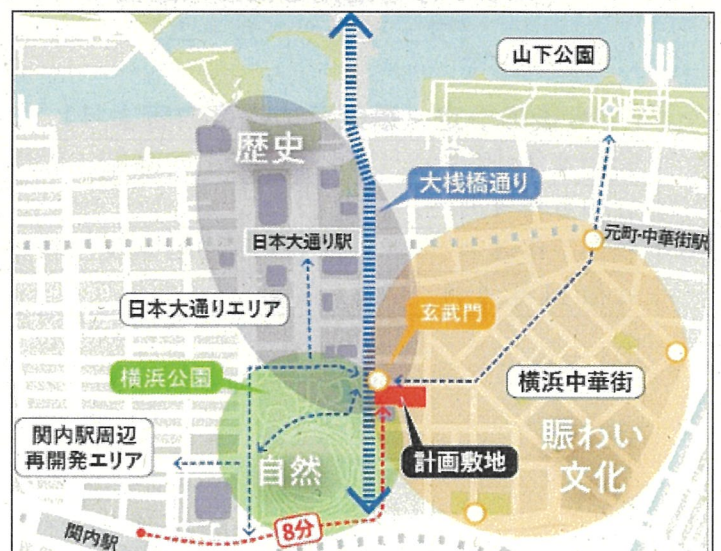 山下公園
歴史
大桟橋通り
日本大通り駅
元町・中華街駅
日本大通りエリア
玄武門
横浜公園
横浜中華街
関内駅周辺
再開発エリア
賑わい
文化
計画敷地
自然
8分
関内駅